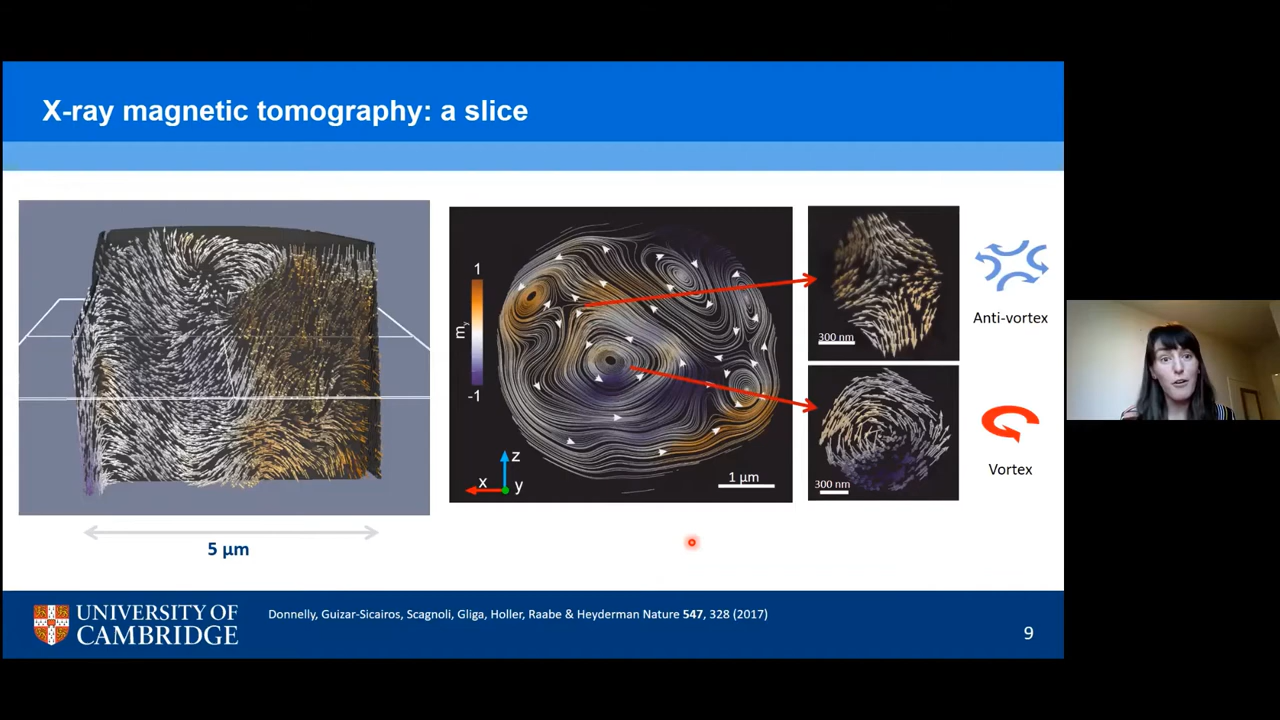 X-ray magnetic tomography: a slice
5 μm
1
my
-1
z
x
y
1 μm
300 nm
Anti-vortex
300 nm
Vortex
UNIVERSITY OF
CAMBRIDGE
Donnelly, Guizar-Sicairos, Scagnoli, Gliga, Holler, Raabe & Heyderman Nature 547, 328 (2017)
9